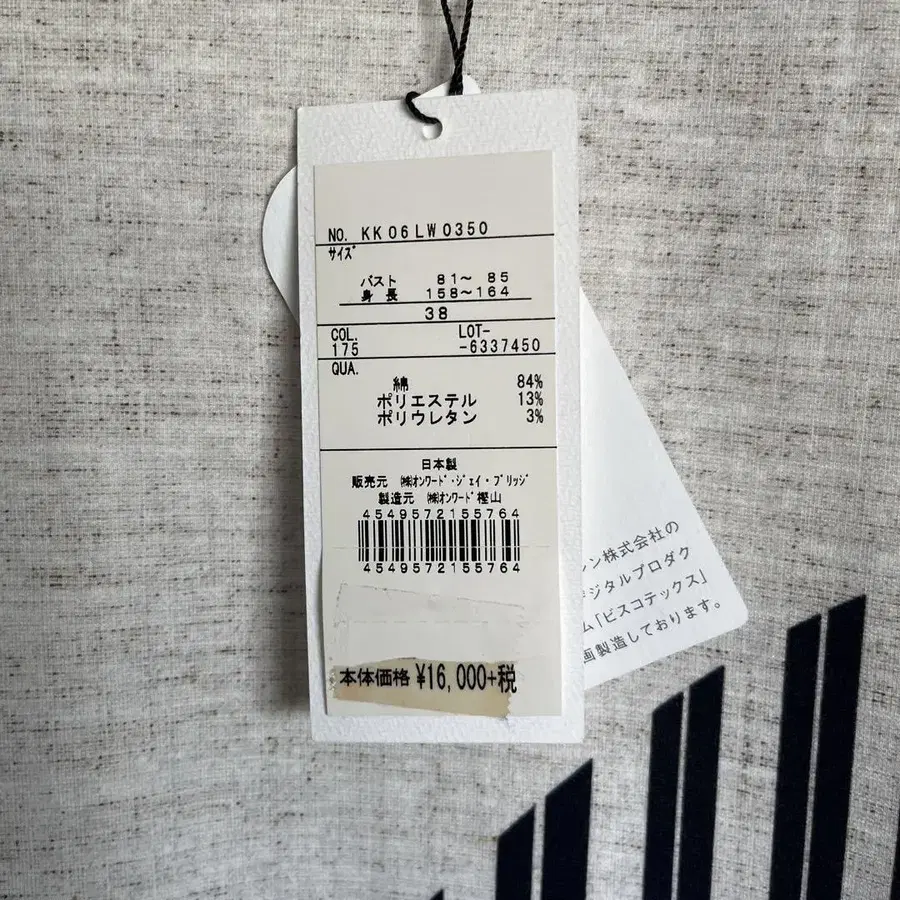 NO. KK06LW0350
サイズ
バスト 81～ 85
身 長 158～164
38
COL. LOT-
175 -6337450
QUA.
綿 84%
ポリエステル 13%
ポリウレタン 3%
日本製
販売元 ㈱オンワード・ジェイ・ブリッジ
製造元 ㈱オンワード樫山
4549572155764
4549572155764
本体価格 ¥16,000+税
ン株式会社の
ジタルプロダク
ム「ビスコテックス」
画製造しております。